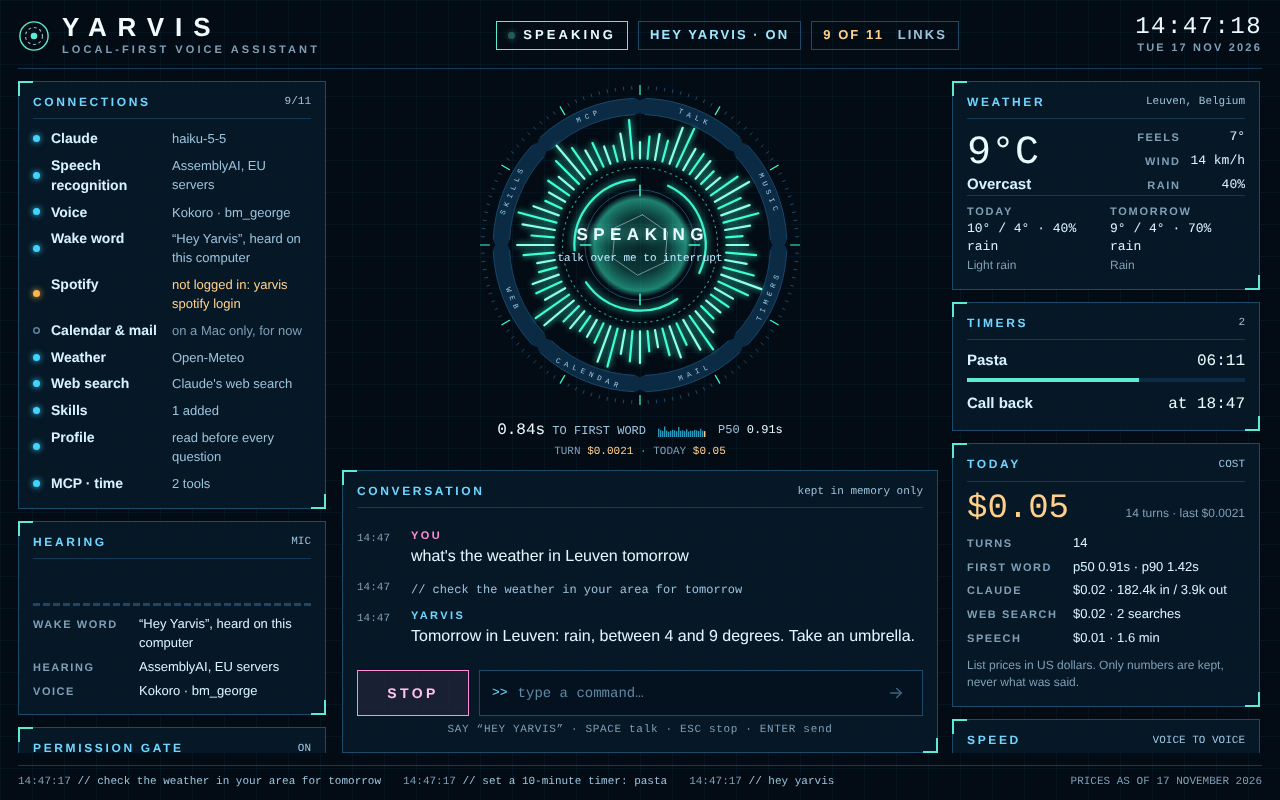 YARVIS
LOCAL-FIRST VOICE ASSISTANT
SPEAKING
HEY YARVIS · ON
9 OF 11 LINKS
14:47:18
TUE 17 NOV 2026
CONNECTIONS 9/11
Claude haiku-5-5
Speech recognition AssemblyAI, EU servers
Voice Kokoro · bm_george
Wake word “Hey Yarvis”, heard on this computer
Spotify not logged in: yarvis spotify login
Calendar & mail on a Mac only, for now
Weather Open-Meteo
Web search Claude's web search
Skills 1 added
Profile read before every question
MCP · time 2 tools
HEARING MIC
WAKE WORD “Hey Yarvis”, heard on this computer
HEARING AssemblyAI, EU servers
VOICE Kokoro · bm_george
PERMISSION GATE ON
MCP
TALK
MUSIC
TIMERS
MAIL
CALENDAR
WEB
SKILLS
SPEAKING
talk over me to interrupt
0.84s TO FIRST WORD P50 0.91s
TURN $0.0021 · TODAY $0.05
CONVERSATION kept in memory only
14:47 YOU
what's the weather in Leuven tomorrow
14:47 // check the weather in your area for tomorrow
14:47 YARVIS
Tomorrow in Leuven: rain, between 4 and 9 degrees. Take an umbrella.
STOP
>> type a command… →
SAY “HEY YARVIS” · SPACE talk · ESC stop · ENTER send
WEATHER Leuven, Belgium
9°C
Overcast
FEELS 7°
WIND 14 km/h
RAIN 40%
TODAY
10° / 4° · 40% rain
Light rain
TOMORROW
9° / 4° · 70% rain
Rain
TIMERS 2
Pasta 06:11
Call back at 18:47
TODAY COST
$0.05 14 turns · last $0.0021
TURNS 14
FIRST WORD p50 0.91s · p90 1.42s
CLAUDE $0.02 · 182.4k in / 3.9k out
WEB SEARCH $0.02 · 2 searches
SPEECH $0.01 · 1.6 min
List prices in US dollars. Only numbers are kept,
never what was said.
SPEED VOICE TO VOICE
14:47:17 // check the weather in your area for tomorrow 14:47:17 // set a 10-minute timer: pasta 14:47:17 // hey yarvis
PRICES AS OF 17 NOVEMBER 2026